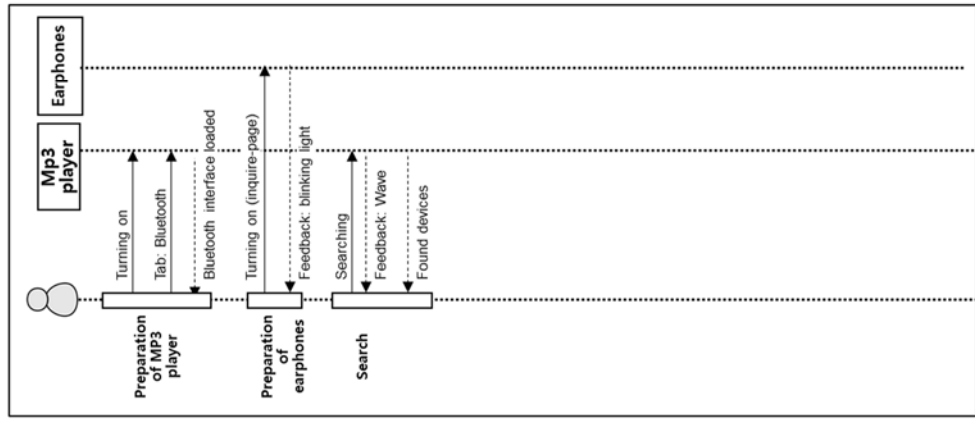 Mp3
player
Earphones
Preparation
of MP3
player
Turning on
Tab: Bluetooth
Bluetooth interface loaded
Preparation
of
earphones
Turning on (inquire-page)
Feedback: blinking light
Search
Searching
Feedback: Wave
Found devices